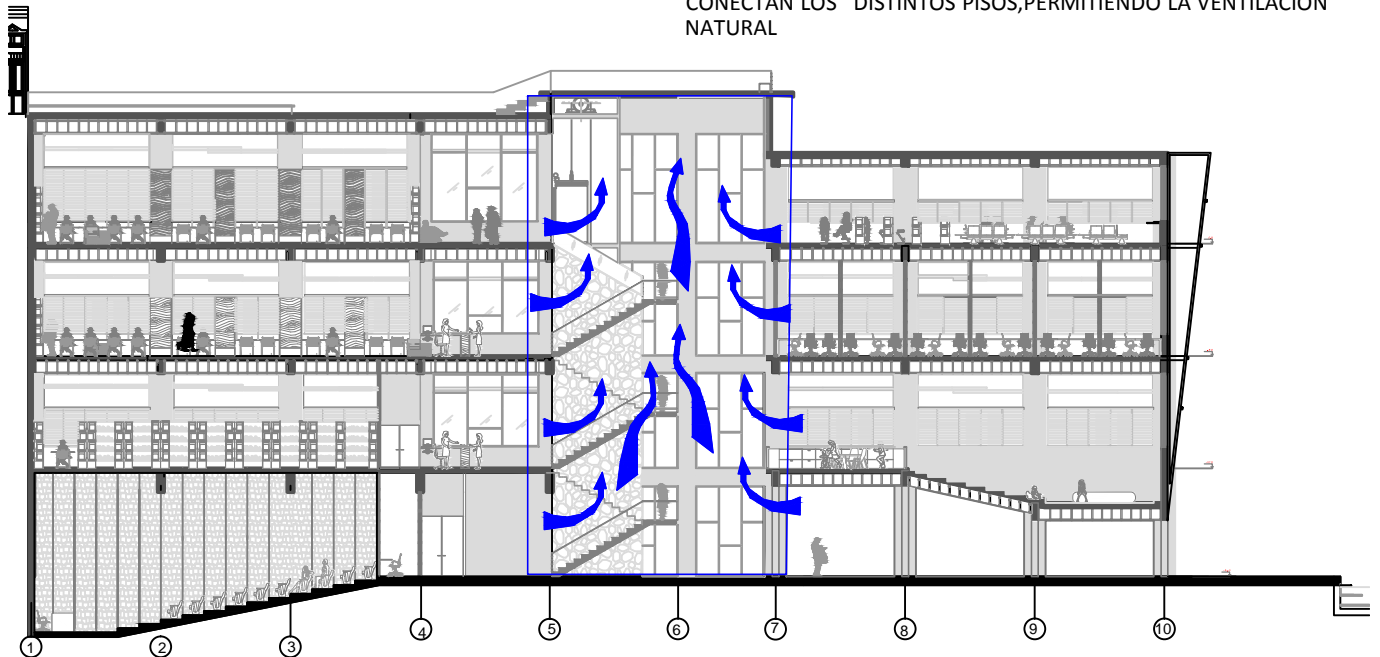 CONECTAN LOS DISTINTOS PISOS,PERMITIENDO LA VENTILACION
NATURAL
1 2 3 4 5 6 7 8 9 10